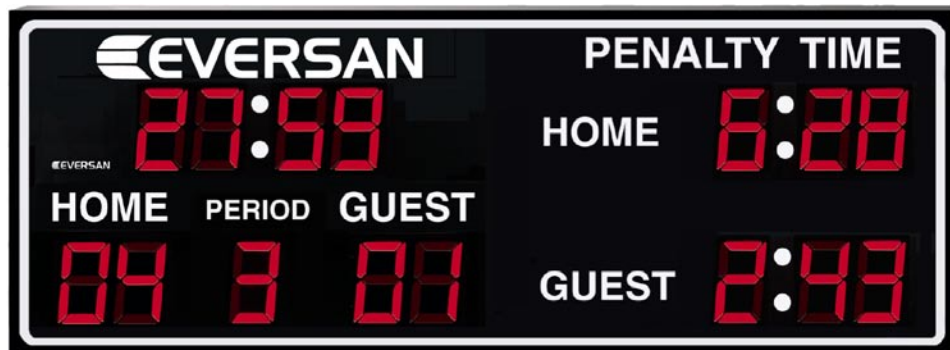 EVERSAN
27:59
EVERSAN
HOME PERIOD GUEST
04 3 01
PENALTY TIME
HOME 6:28
GUEST 2:43